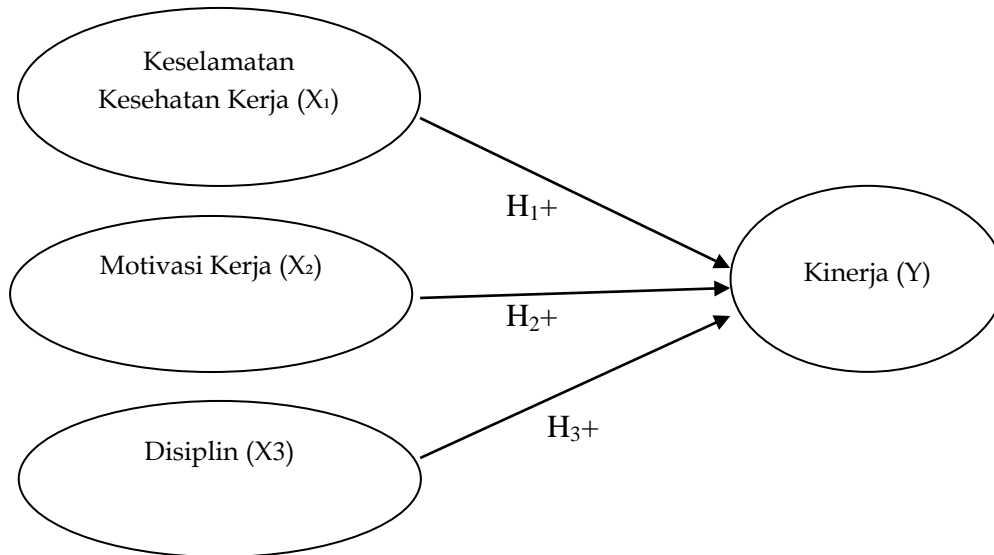 Keselamatan
Kesehatan Kerja (X₁)
H₁+
Motivasi Kerja (X₂)
Kinerja (Y)
H₂+
H₃+
Disiplin (X3)